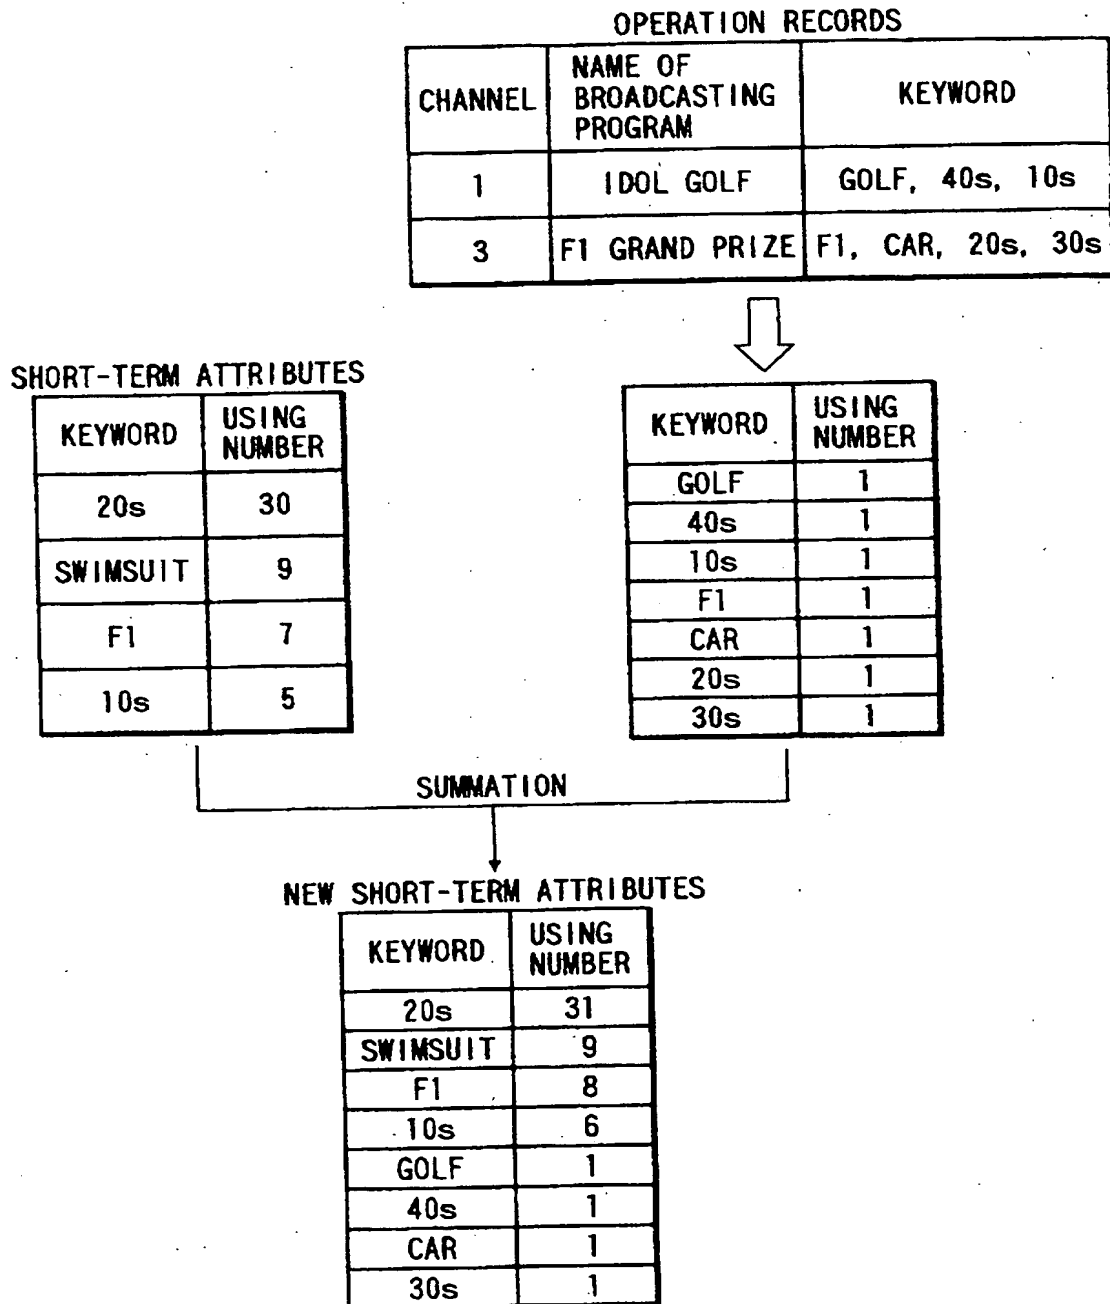 OPERATION RECORDS
CHANNEL
NAME OF
BROADCASTING
PROGRAM
KEYWORD
1 IDOL GOLF GOLF, 40s, 10s
3 F1 GRAND PRIZE F1, CAR, 20s, 30s
SHORT-TERM ATTRIBUTES
KEYWORD
USING
NUMBER
20s 30
SWIMSUIT 9
F1 7
10s 5
KEYWORD
USING
NUMBER
GOLF 1
40s 1
10s 1
F1 1
CAR 1
20s 1
30s 1
SUMMATION
NEW SHORT-TERM ATTRIBUTES
KEYWORD
USING
NUMBER
20s 31
SWIMSUIT 9
F1 8
10s 6
GOLF 1
40s 1
CAR 1
30s 1